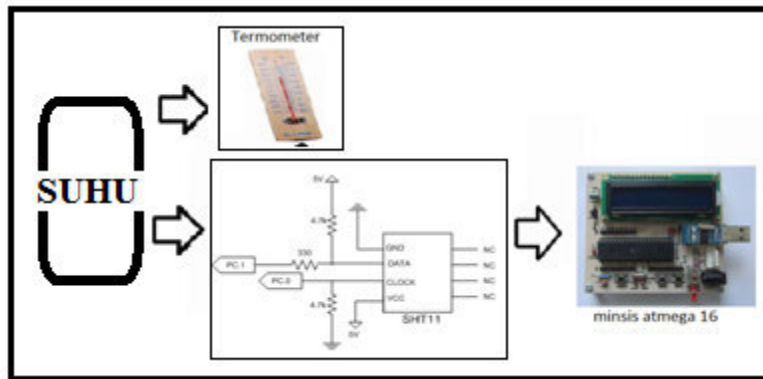 Termometer
SUHU
5V
4.7k
GND
NC
330
DATA
NC
PC.1
CLOCK
NC
PC.0
VCC
NC
4.7k
SHIT11
5V
minsis atmega 16